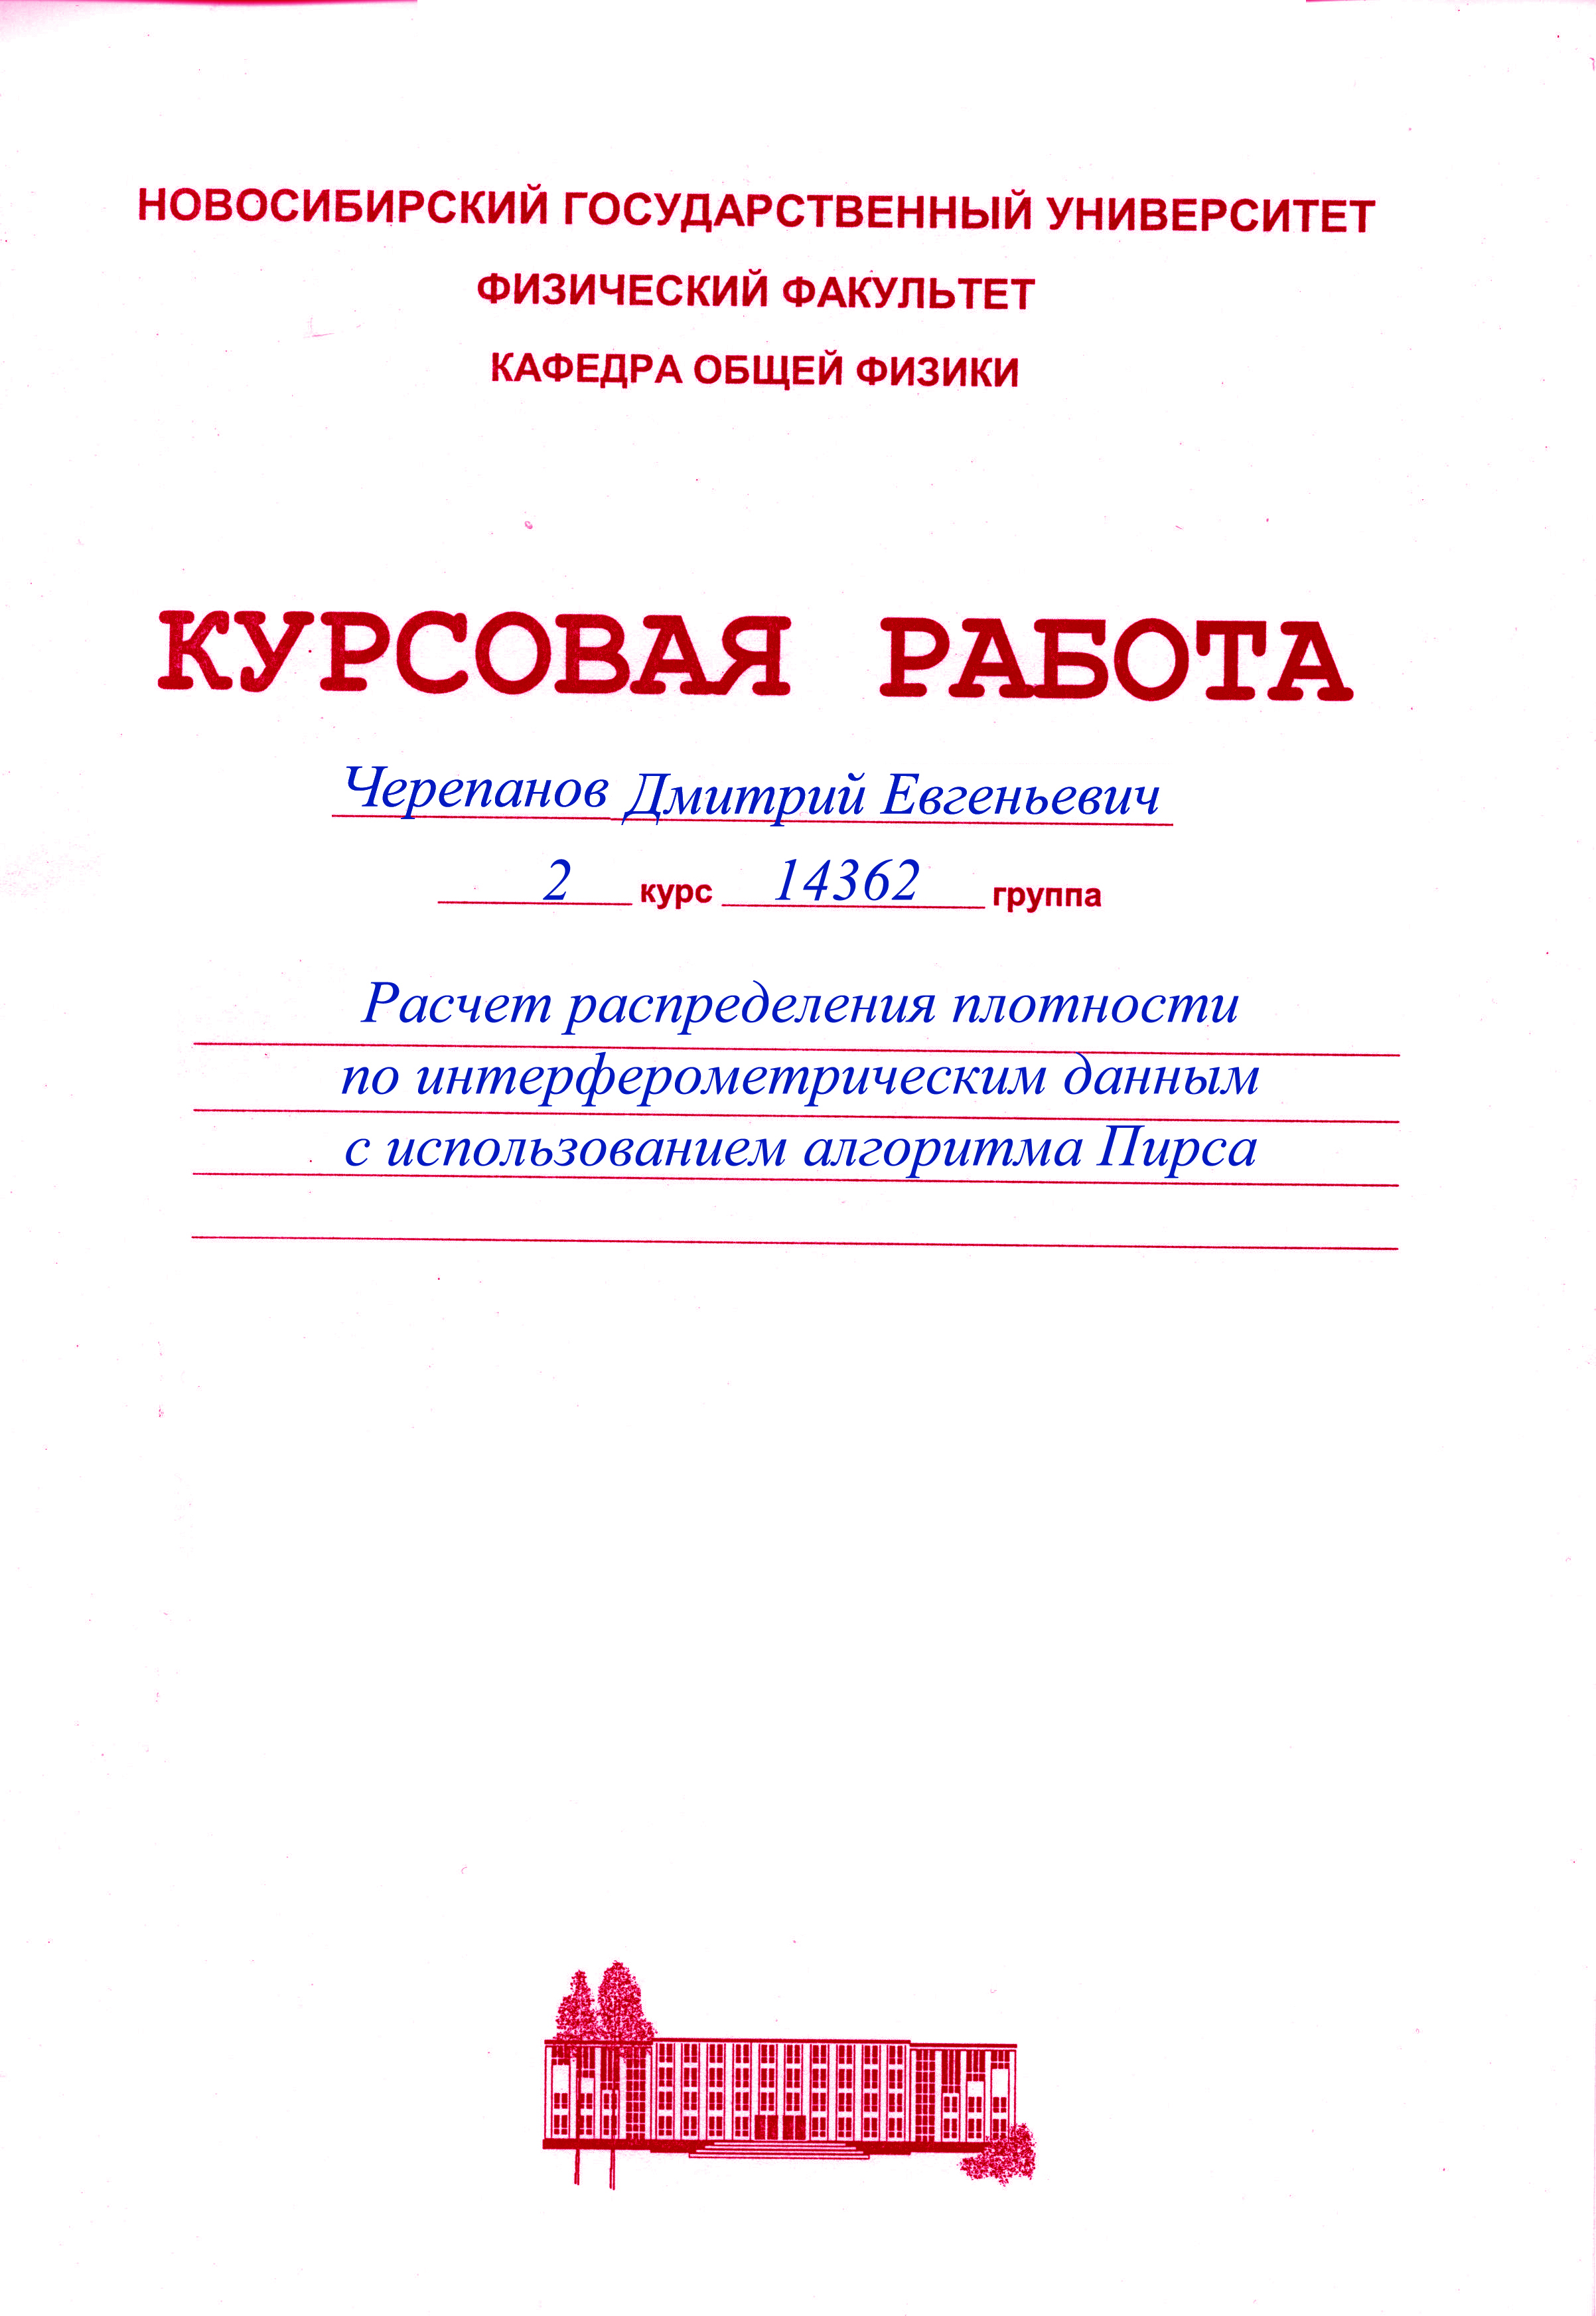 НОВОСИБИРСКИЙ ГОСУДАРСТВЕННЫЙ УНИВЕРСИТЕТ
ФИЗИЧЕСКИЙ ФАКУЛЬТЕТ
КАФЕДРА ОБЩЕЙ ФИЗИКИ
КУРСОВАЯ РАБОТА
Черепанов Дмитрий Евгеньевич
2 курс 14362 группа
Расчет распределения плотности
по интерферометрическим данным
с использованием алгоритма Пирса